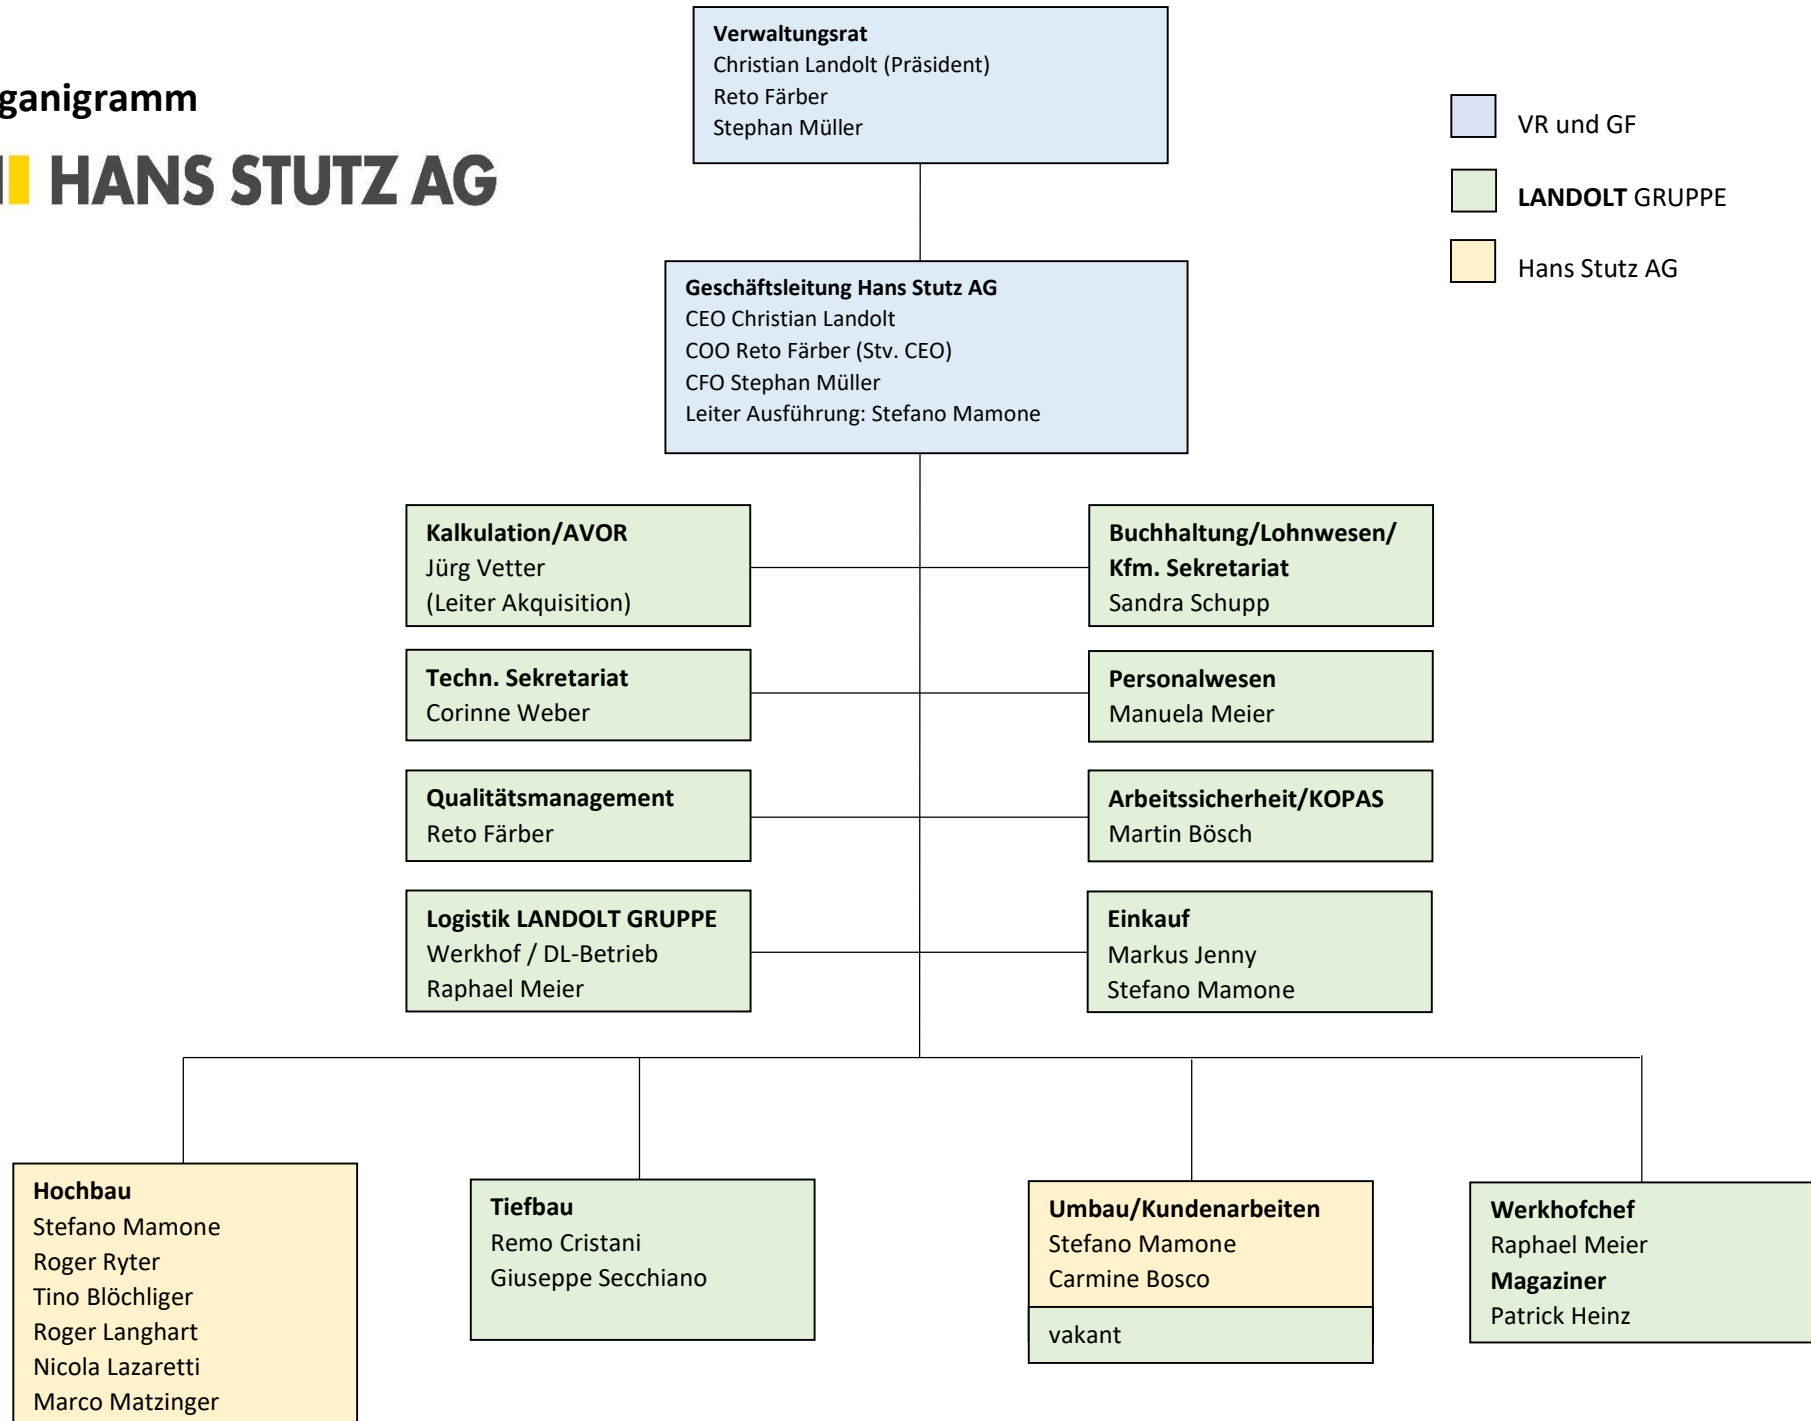 Verwaltungsrat
Christian Landolt (Präsident)
Reto Färber
Stephan Müller
ganigramm
HANS STUTZ AG
VR und GF
LANDOLT GRUPPE
Hans Stutz AG
Geschäftsleitung Hans Stutz AG
CEO Christian Landolt
COO Reto Färber (Stv. CEO)
CFO Stephan Müller
Leiter Ausführung: Stefano Mamone
Kalkulation/AVOR
Jürg Vetter
(Leiter Akquisition)
Buchhaltung/Lohnwesen/
Kfm. Sekretariat
Sandra Schupp
Techn. Sekretariat
Corinne Weber
Personalwesen
Manuela Meier
Qualitätsmanagement
Reto Färber
Arbeitssicherheit/KOPAS
Martin Bösch
Logistik LANDOLT GRUPPE
Werkhof / DL-Betrieb
Raphael Meier
Einkauf
Markus Jenny
Stefano Mamone
Hochbau
Stefano Mamone
Roger Ryter
Tino Blöchliger
Roger Langhart
Nicola Lazaretti
Marco Matzinger
Tiefbau
Remo Cristani
Giuseppe Secchiano
Umbau/Kundenarbeiten
Stefano Mamone
Carmine Bosco
vakant
Werkhofchef
Raphael Meier
Magaziner
Patrick Heinz